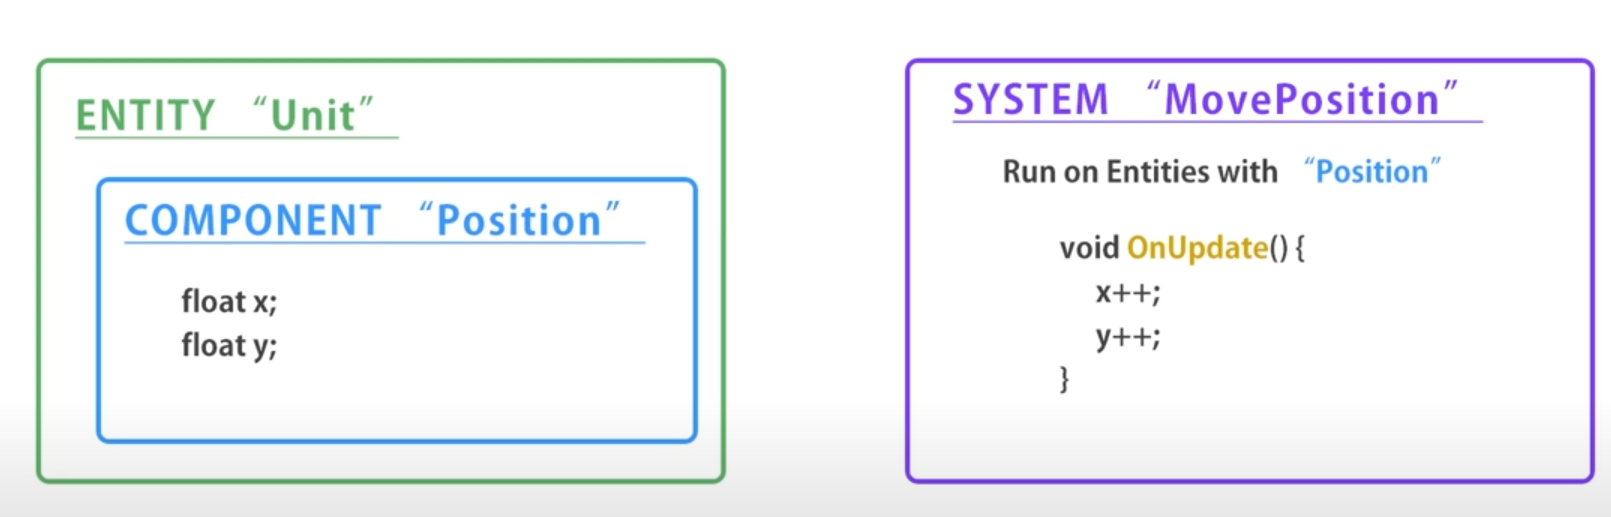 ENTITY “Unit”
COMPONENT “Position”
float x;
float y;
SYSTEM “MovePosition”
Run on Entities with “Position”
void OnUpdate() {
x++;
y++;
}